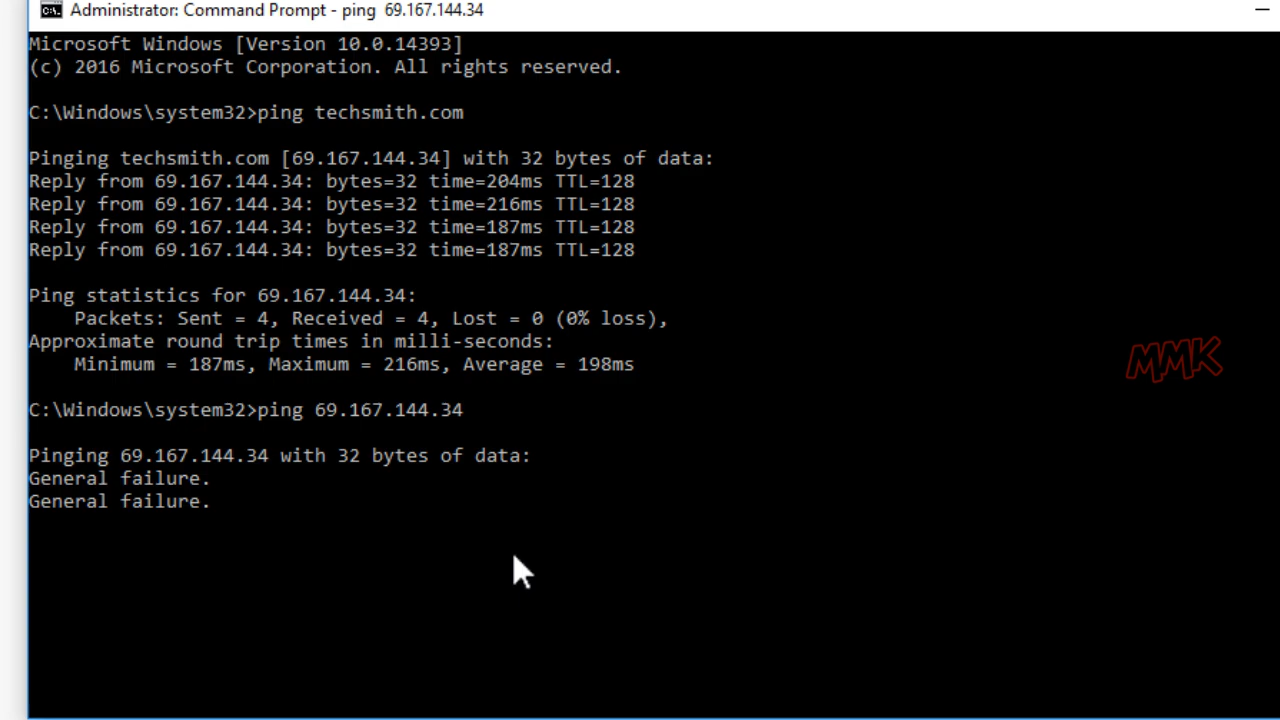 Administrator: Command Prompt - ping  69.167.144.34
Microsoft Windows [Version 10.0.14393]
(c) 2016 Microsoft Corporation. All rights reserved.
C:\Windows\system32>ping techsmith.com
Pinging techsmith.com [69.167.144.34] with 32 bytes of data:
Reply from 69.167.144.34: bytes=32 time=204ms TTL=128
Reply from 69.167.144.34: bytes=32 time=216ms TTL=128
Reply from 69.167.144.34: bytes=32 time=187ms TTL=128
Reply from 69.167.144.34: bytes=32 time=187ms TTL=128
Ping statistics for 69.167.144.34:
    Packets: Sent = 4, Received = 4, Lost = 0 (0% loss),
Approximate round trip times in milli-seconds:
    Minimum = 187ms, Maximum = 216ms, Average = 198ms
MMK
C:\Windows\system32>ping 69.167.144.34
Pinging 69.167.144.34 with 32 bytes of data:
General failure.
General failure.